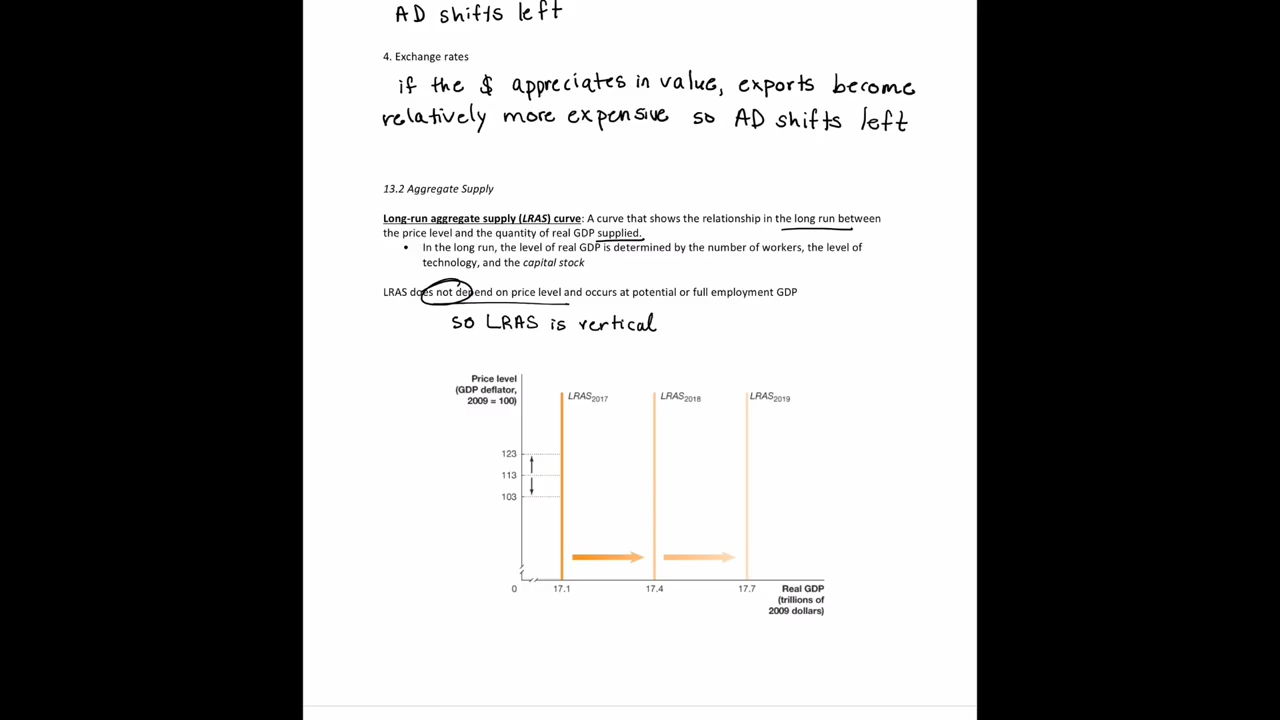 AD shifts left
4. Exchange rates
if the $ appreciates in value, exports become
relatively more expensive so AD shifts left
13.2 Aggregate Supply
Long-run aggregate supply (LRAS) curve: A curve that shows the relationship in the long run between
the price level and the quantity of real GDP supplied.
• In the long run, the level of real GDP is determined by the number of workers, the level of
technology, and the capital stock
LRAS does not depend on price level and occurs at potential or full employment GDP
so LRAS is vertical
Price level
(GDP deflator,
2009 = 100)
LRAS2017 LRAS2018 LRAS2019
123
113
103
0 17.1 17.4 17.7 Real GDP
(trillions of
2009 dollars)